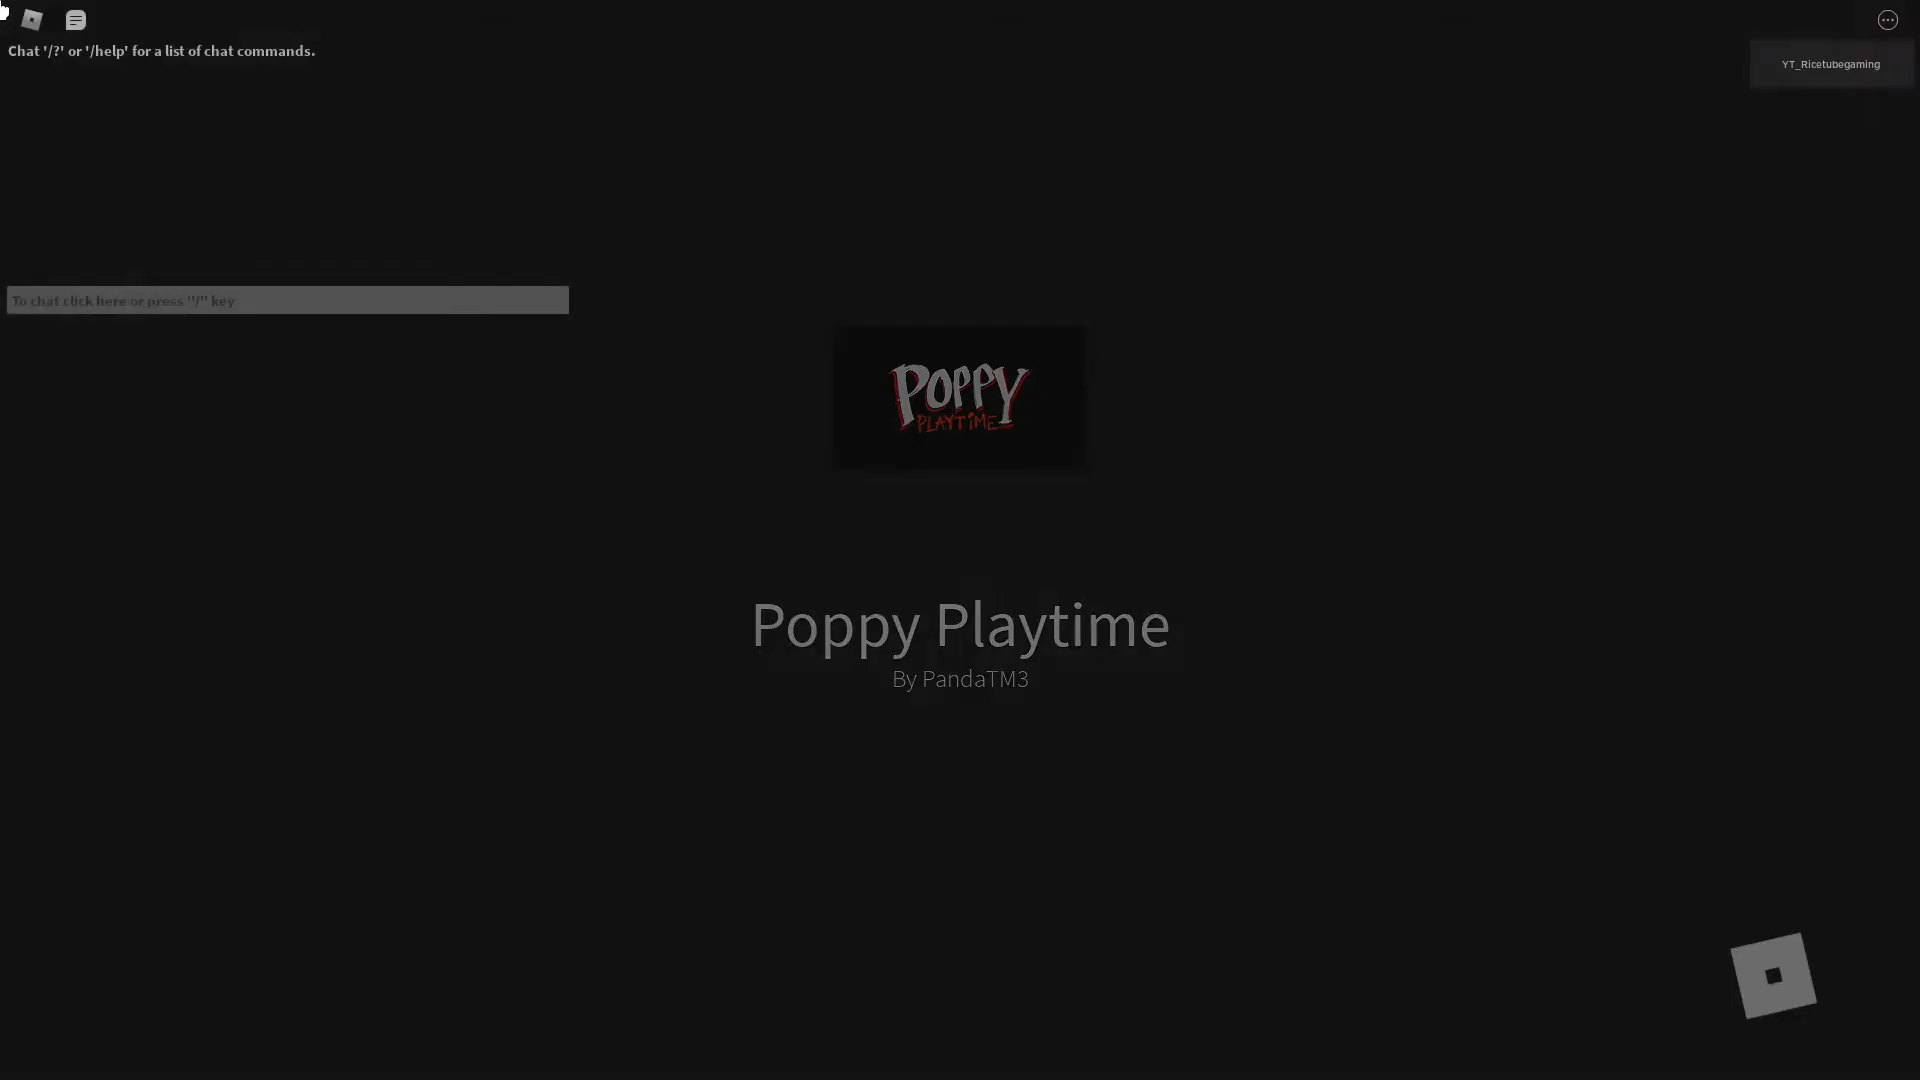 Chat '/?' or '/help' for a list of chat commands.
YT_Ricetubegaming
To chat click here or press "/" key
POPPY
PLAYTIME
Poppy Playtime
By PandaTM3